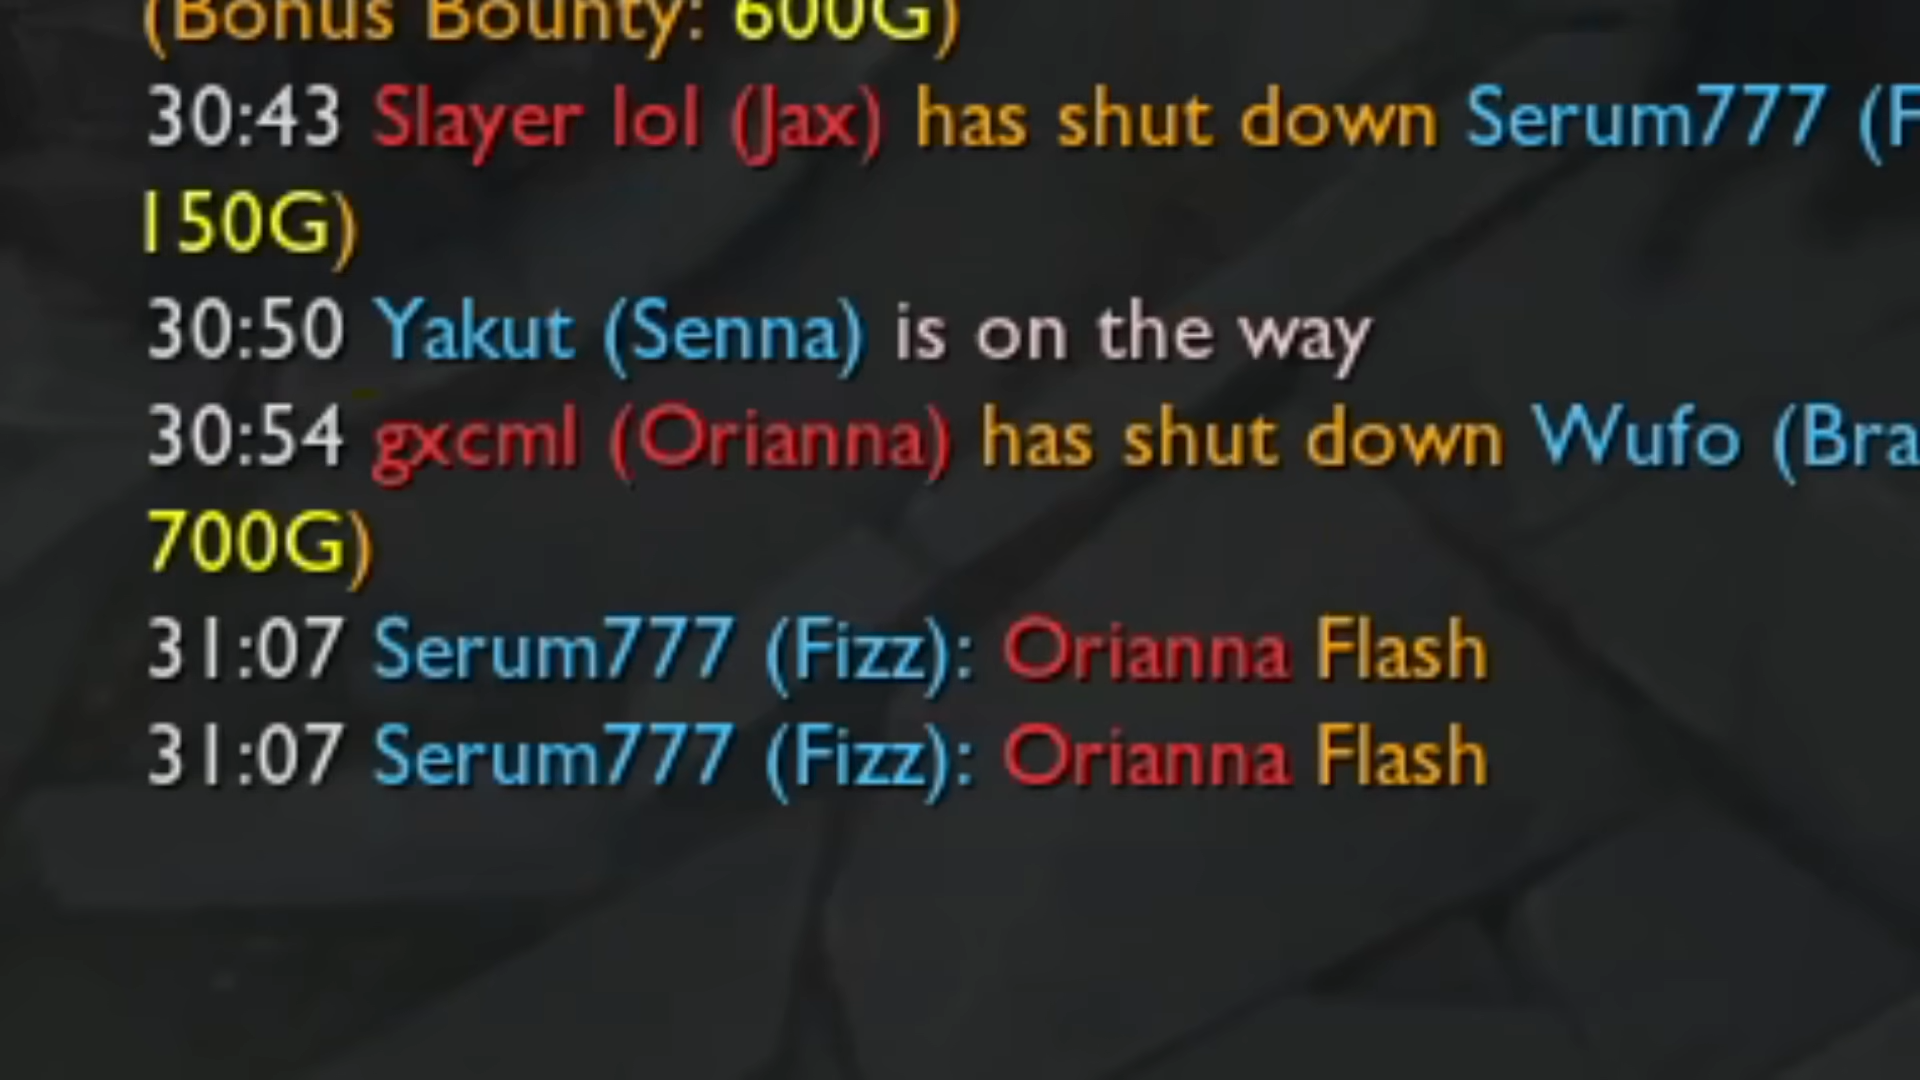 (Bonus Bounty: 600G)
30:43 Slayer lol (Jax) has shut down Serum777 (F
150G)
30:50 Yakut (Senna) is on the way
30:54 gxcml (Orianna) has shut down Wufo (Bra
700G)
31:07 Serum777 (Fizz): Orianna Flash
31:07 Serum777 (Fizz): Orianna Flash